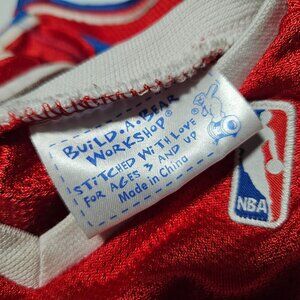 BUILD-A-BEAR
WORKSHOP®
STITCHED WITH LOVE
FOR AGES 3 AND UP
Made in China
NBA